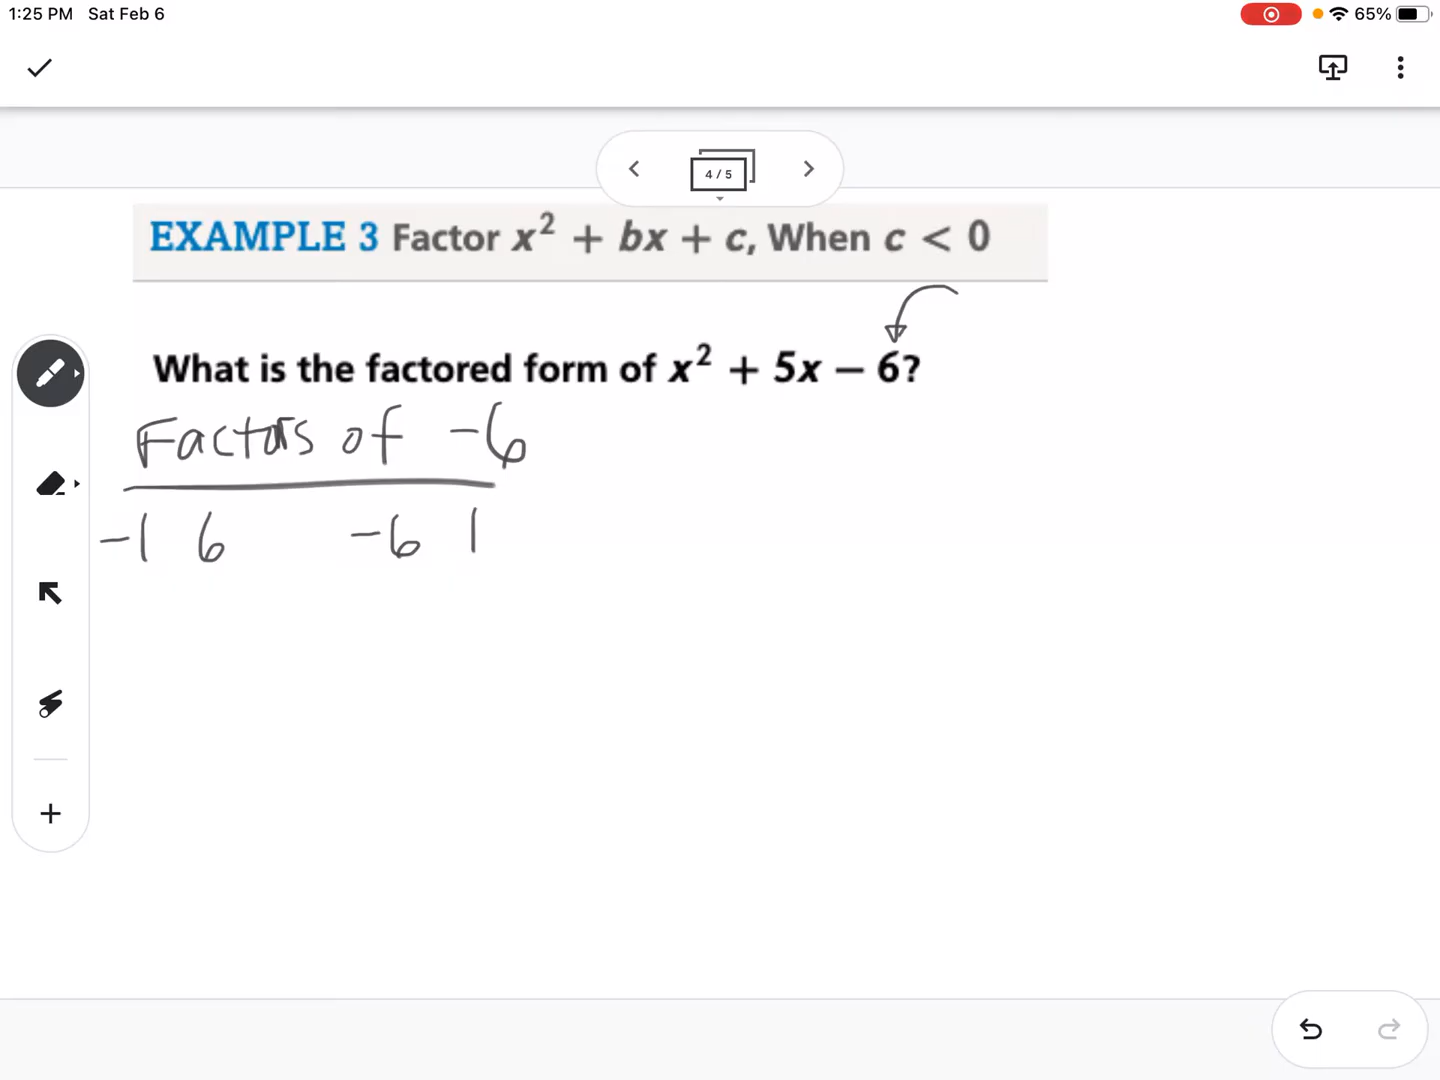 1:25 PM Sat Feb 6
65%
4 / 5
EXAMPLE 3 Factor x² + bx + c, When c < 0
What is the factored form of x² + 5x − 6?
Factors of -6
-1 6 -6 1